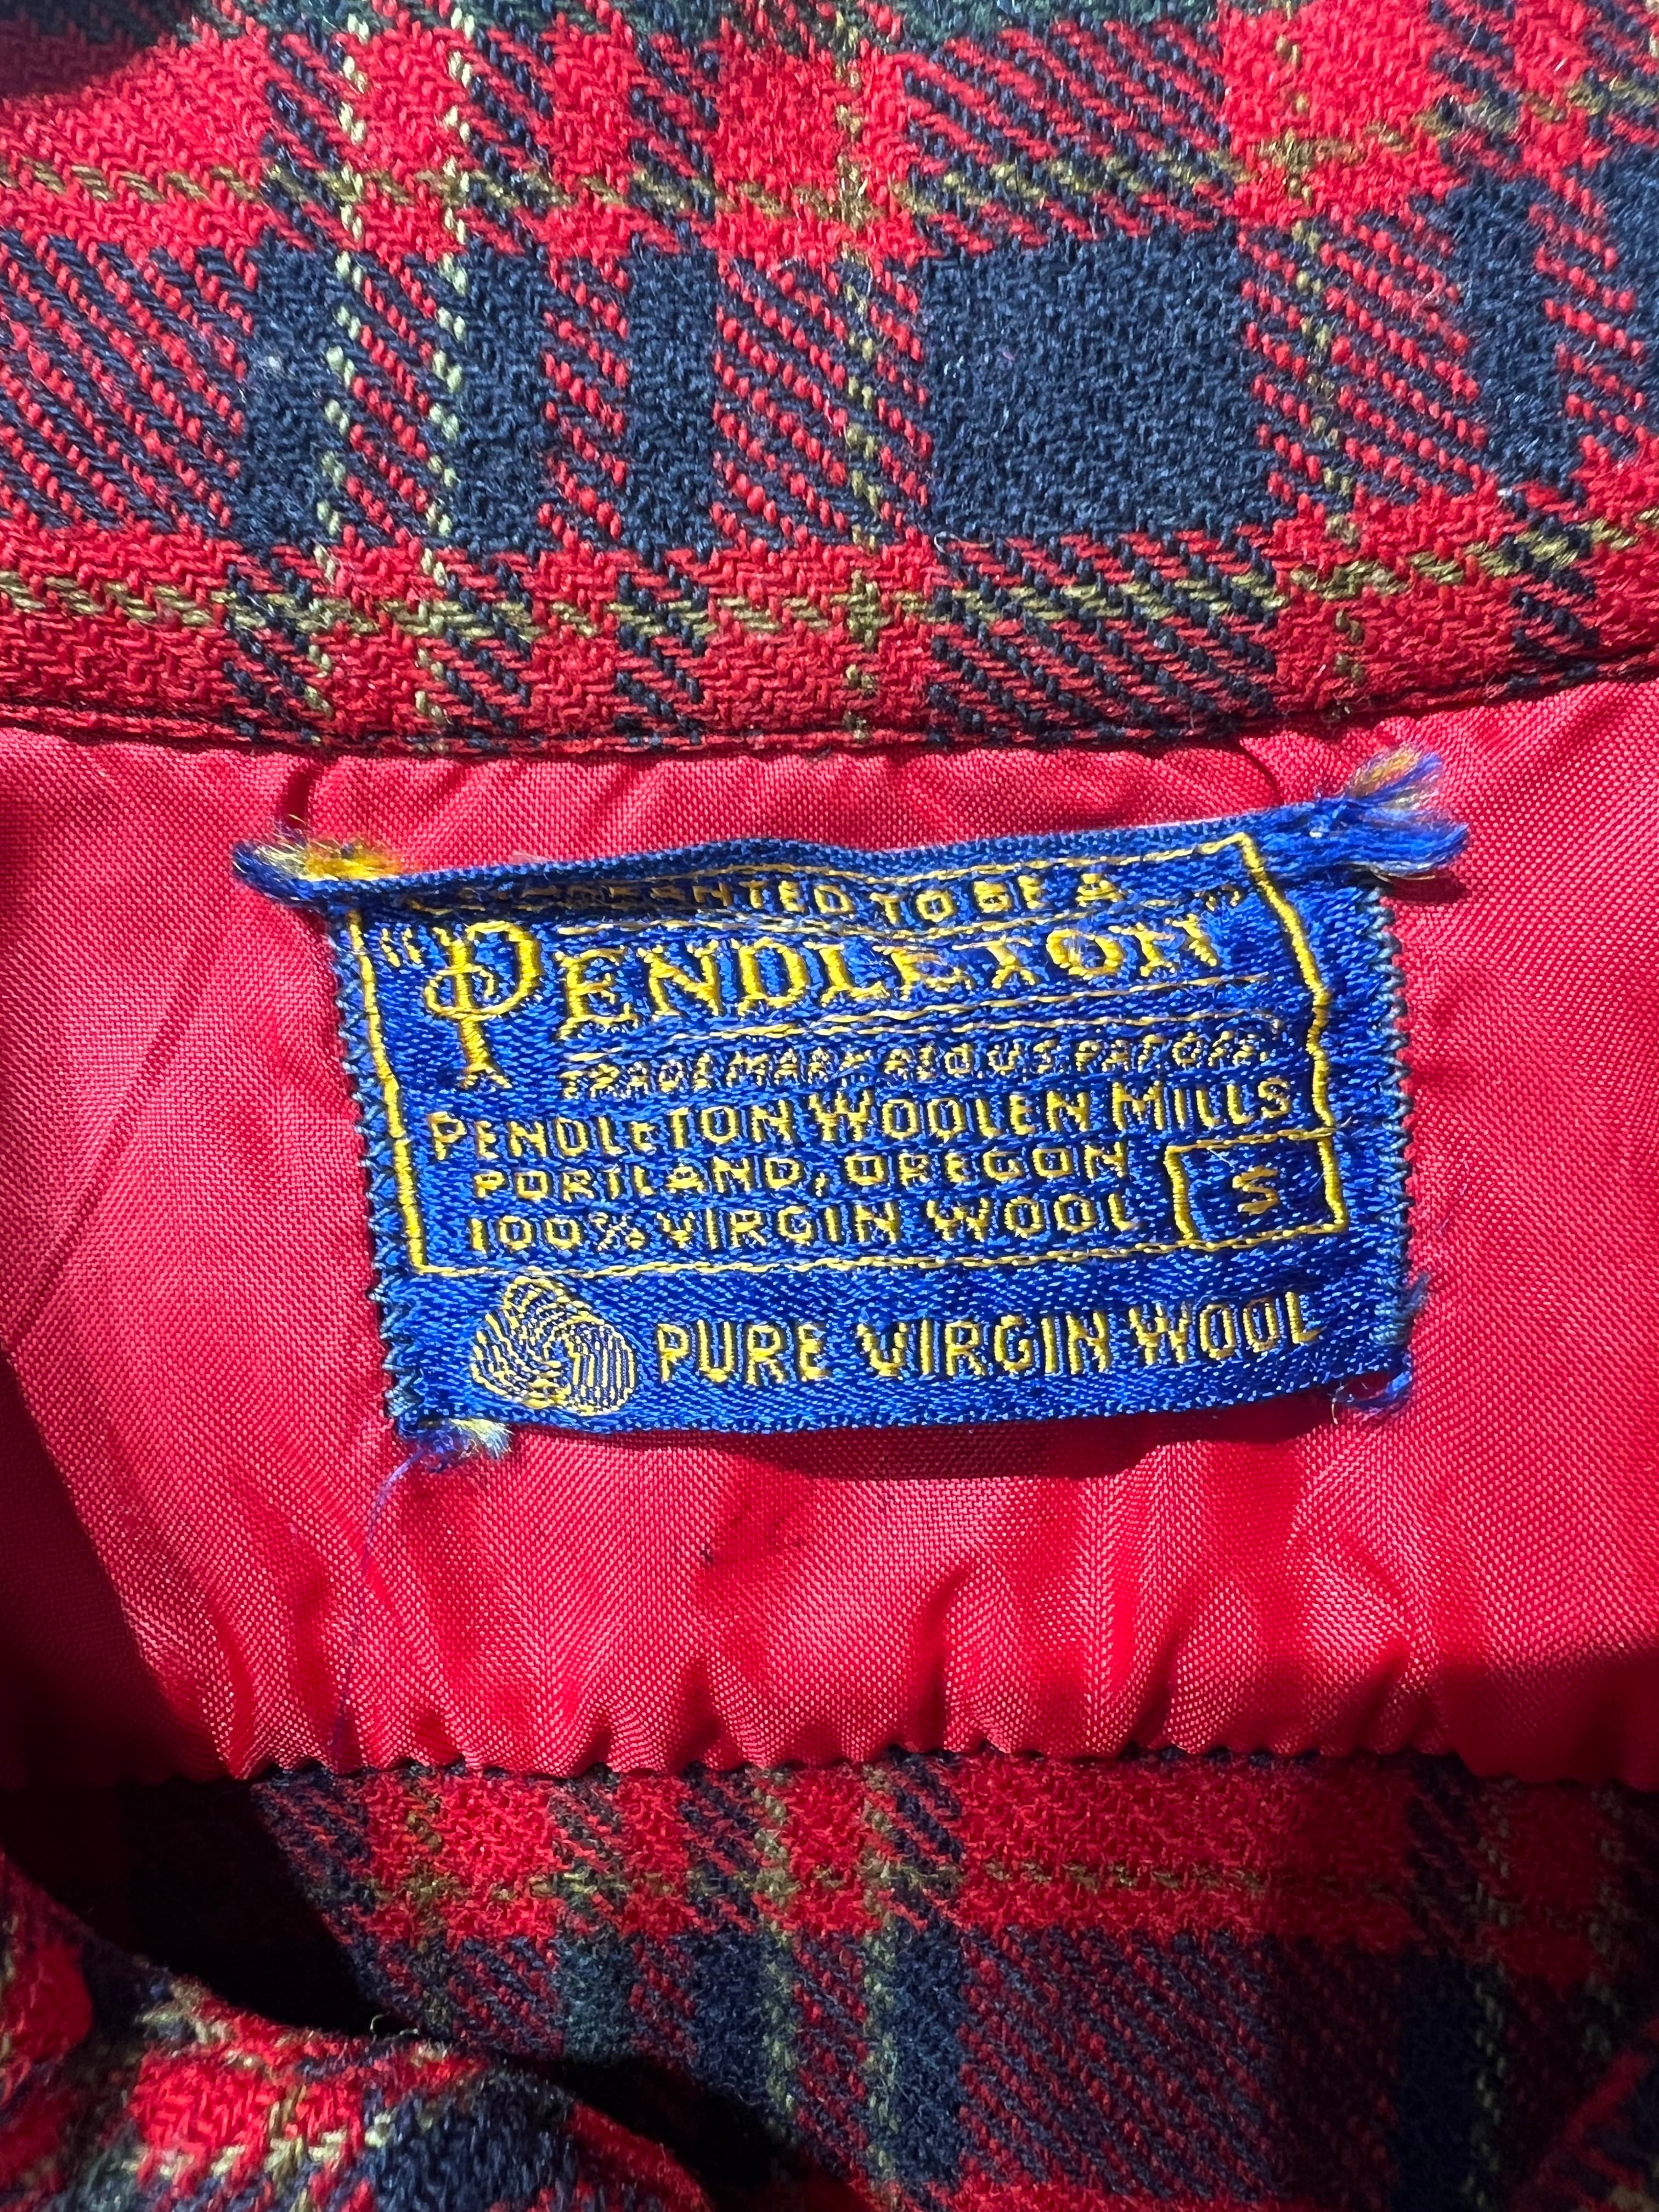 WARRANTED TO BE A
"PENDLETON"
TRADE MARK REG. U.S. PAT. OFF.
PENDLETON WOOLEN MILLS
PORTLAND, OREGON
100% VIRGIN WOOL S
PURE VIRGIN WOOL